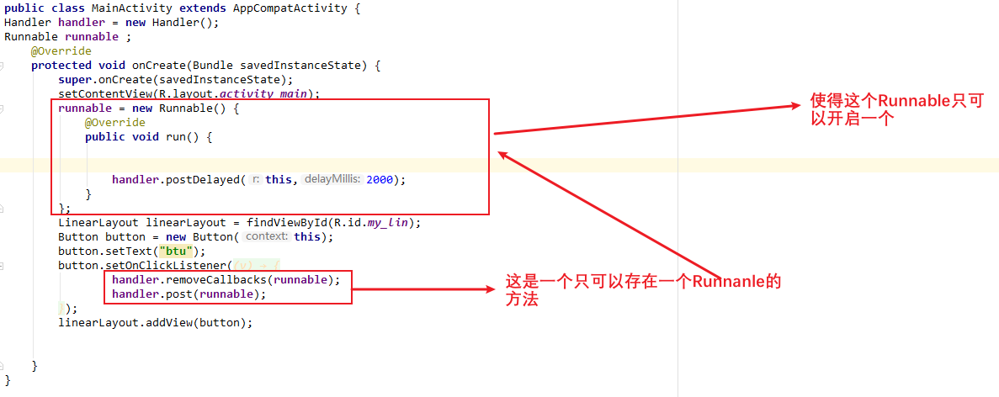 public class MainActivity extends AppCompatActivity {
Handler handler = new Handler();
Runnable runnable ;
@Override
protected void onCreate(Bundle savedInstanceState) {
super.onCreate(savedInstanceState);
setContentView(R.layout.activity_main);
runnable = new Runnable() {
@Override
public void run() {
handler.postDelayed( r: this, delayMillis: 2000);
}
};
LinearLayout linearLayout = findViewById(R.id.my_lin);
Button button = new Button( context: this);
button.setText("btu");
button.setOnClickListener((v) → {
handler.removeCallbacks(runnable);
handler.post(runnable);
});
linearLayout.addView(button);
}
}
使得这个Runnable只可
以开启一个
这是一个只可以存在一个Runnanle的
方法